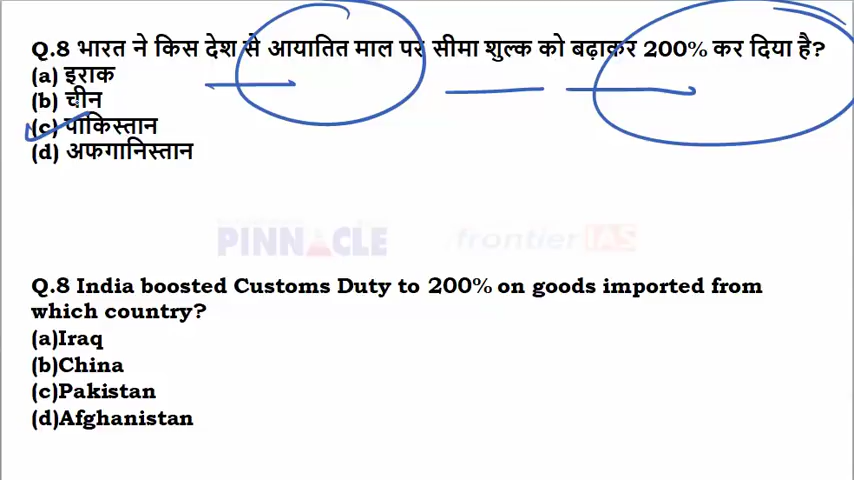 Q.8 भारत ने किस देश से आयातित माल पर सीमा शुल्क को बढ़ाकर 200% कर दिया है?
(a) इराक
(b) चीन
(c) पाकिस्तान
(d) अफगानिस्तान
PINNACLE frontier IAS
Q.8 India boosted Customs Duty to 200% on goods imported from
which country?
(a)Iraq
(b)China
(c)Pakistan
(d)Afghanistan